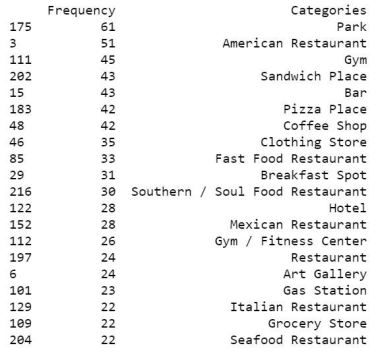 Frequency Categories
175 61 Park
3 51 American Restaurant
111 45 Gym
202 43 Sandwich Place
15 43 Bar
183 42 Pizza Place
48 42 Coffee Shop
46 35 Clothing Store
85 33 Fast Food Restaurant
29 31 Breakfast Spot
216 30 Southern / Soul Food Restaurant
122 28 Hotel
152 28 Mexican Restaurant
112 26 Gym / Fitness Center
197 24 Restaurant
6 24 Art Gallery
101 23 Gas Station
129 22 Italian Restaurant
109 22 Grocery Store
204 22 Seafood Restaurant